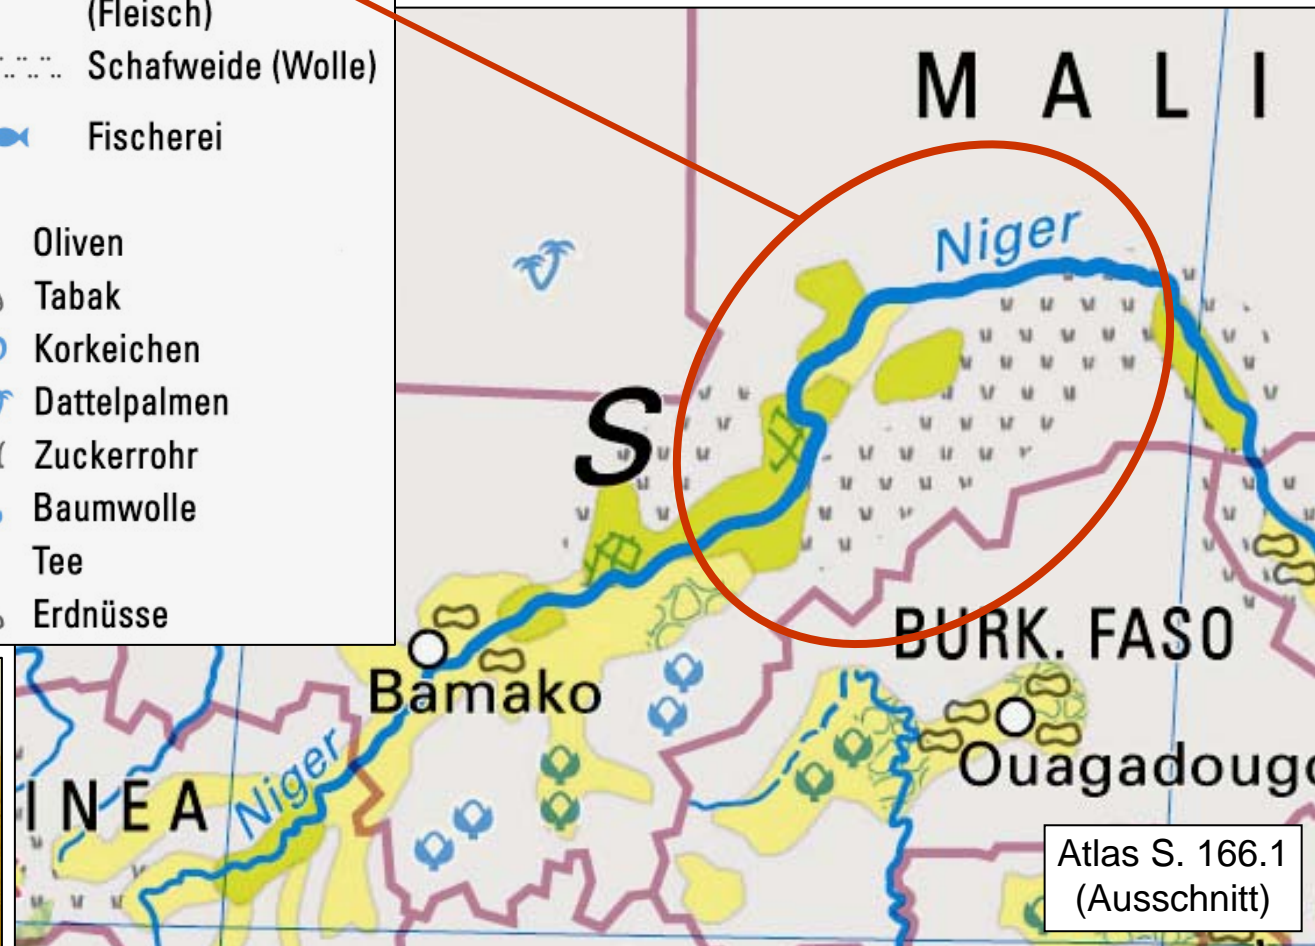 (Fleisch)
Schafweide (Wolle)
Fischerei
Oliven
Tabak
Korkeichen
Dattelpalmen
Zuckerrohr
Baumwolle
Tee
Erdnüsse
M A L I
Niger
S
BURK. FASO
Bamako
Niger
INEA
Ouagadoug
Atlas S. 166.1
(Ausschnitt)